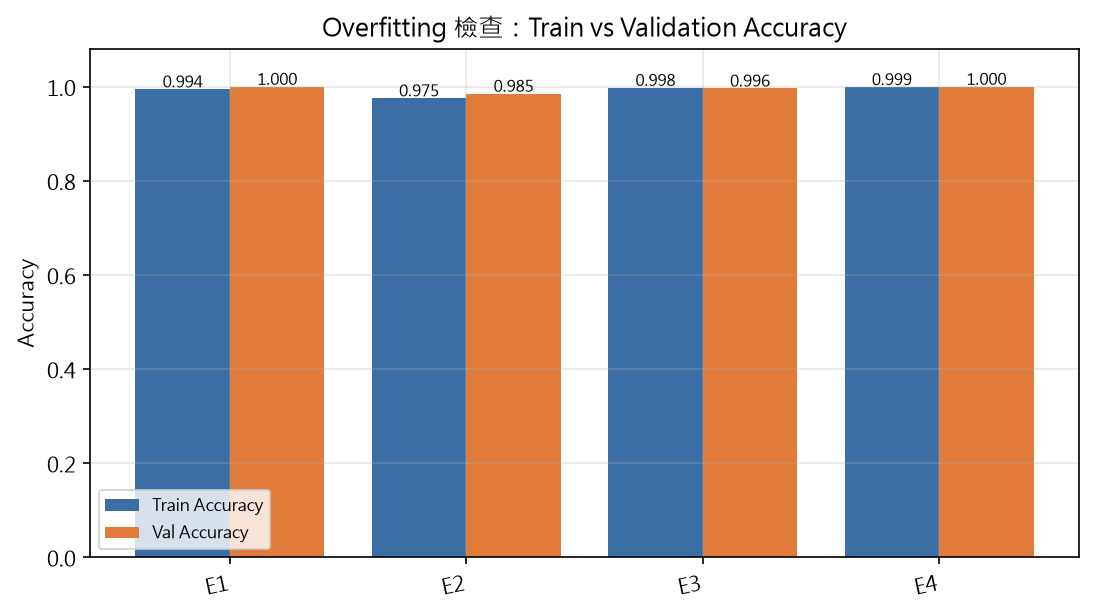 Overfitting 檢查：Train vs Validation Accuracy
0.994
1.000
0.975
0.985
0.998
0.996
0.999
1.000
1.0
0.8
0.6
0.4
0.2
0.0
Accuracy
Train Accuracy
Val Accuracy
E1
E2
E3
E4